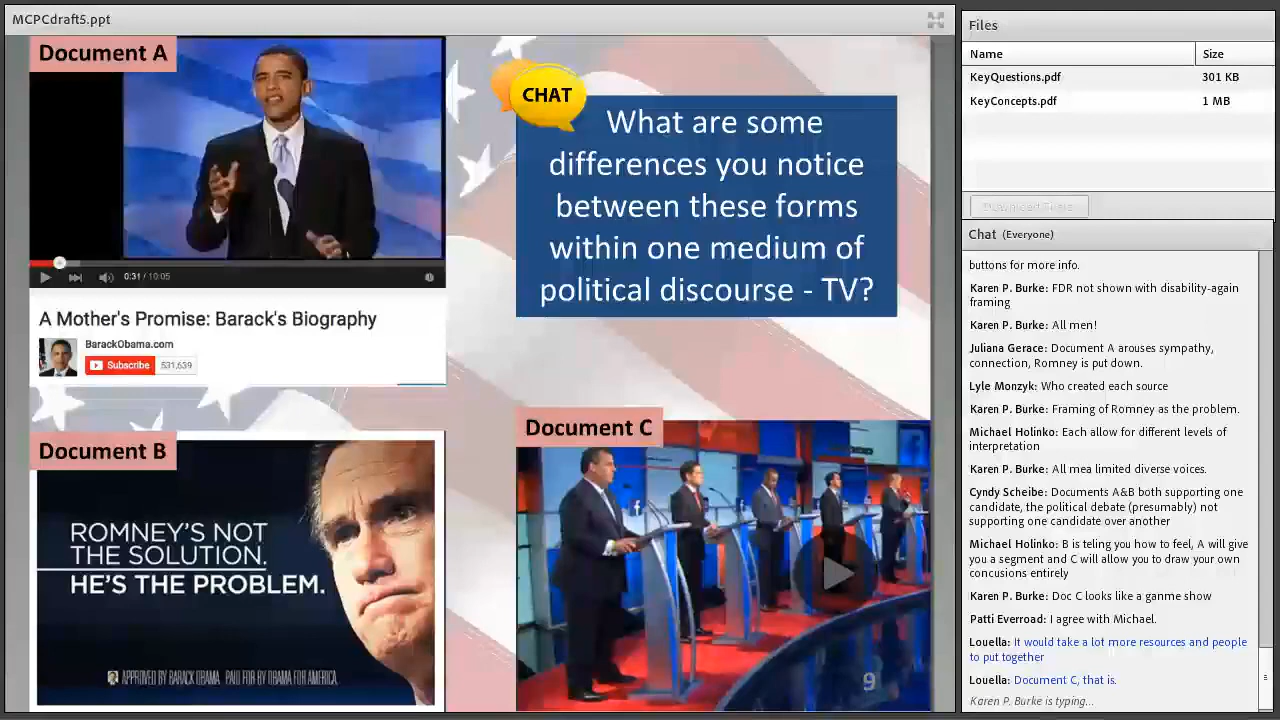 MCPCdraft5.ppt
Document A
0:31 / 10:05
A Mother's Promise: Barack's Biography
BarackObama.com
Subscribe 531,639
CHAT
What are some
differences you notice
between these forms
within one medium of
political discourse - TV?
Document B
ROMNEY'S NOT
THE SOLUTION.
HE'S THE PROBLEM.
APPROVED BY BARACK OBAMA PAID FOR BY OBAMA FOR AMERICA
Document C
9
Files
Name Size
KeyQuestions.pdf 301 KB
KeyConcepts.pdf 1 MB
Chat (Everyone)
buttons for more info.
Karen P. Burke: FDR not shown with disability-again
framing
Karen P. Burke: All men!
Juliana Gerace: Document A arouses sympathy,
connection, Romney is put down.
Lyle Monzyk: Who created each source
Karen P. Burke: Framing of Romney as the problem.
Michael Holinko: Each allow for different levels of
interpretation
Karen P. Burke: All mea limited diverse voices.
Cyndy Scheibe: Documents A&B both supporting one
candidate, the political debate (presumably) not
supporting one candidate over another
Michael Holinko: B is telling you how to feel, A will give
you a segment and C will allow you to draw your own
concusions entirely
Karen P. Burke: Doc C looks like a ganme show
Patti Everroad: I agree with Michael.
Louella: It would take a lot more resources and people
to put together
Louella: Document C, that is.
Karen P. Burke is typing...